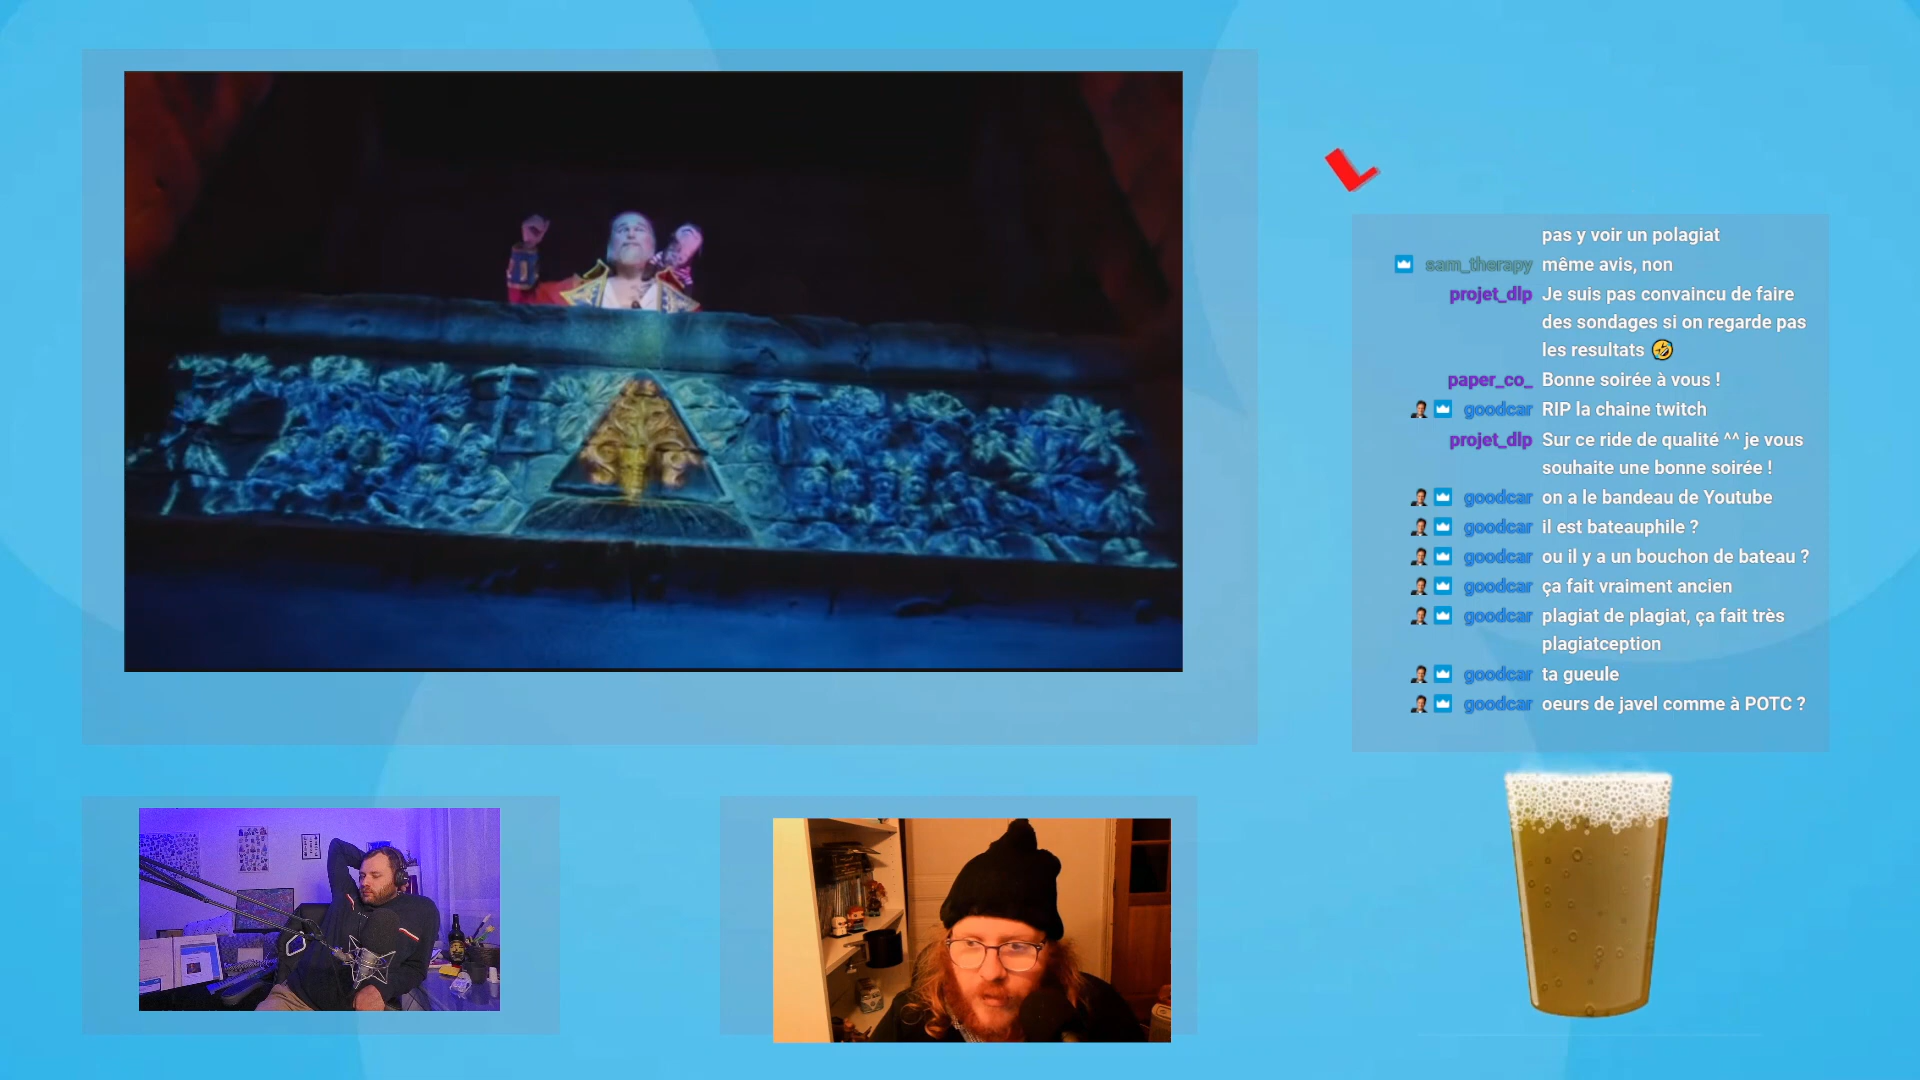 L
pas y voir un polagiat
sam_therapy même avis, non
projet_dlp Je suis pas convaincu de faire
des sondages si on regarde pas
les resultats 🤣
paper_co_ Bonne soirée à vous !
goodcar RIP la chaine twitch
projet_dlp Sur ce ride de qualité ^^ je vous
souhaite une bonne soirée !
goodcar on a le bandeau de Youtube
goodcar il est bateauphile ?
goodcar ou il y a un bouchon de bateau ?
goodcar ça fait vraiment ancien
goodcar plagiat de plagiat, ça fait très
plagiatception
goodcar ta gueule
goodcar oeurs de javel comme à POTC ?